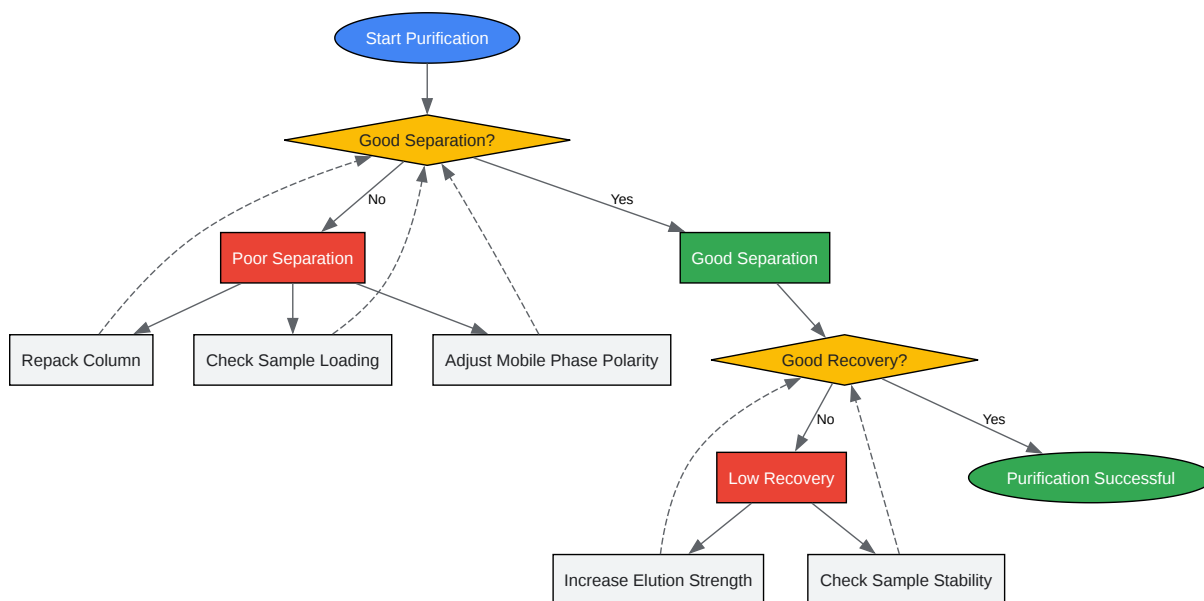 Start Purification
Good Separation?
No
Yes
Poor Separation
Good Separation
Repack Column
Check Sample Loading
Adjust Mobile Phase Polarity
Good Recovery?
No
Yes
Low Recovery
Purification Successful
Increase Elution Strength
Check Sample Stability